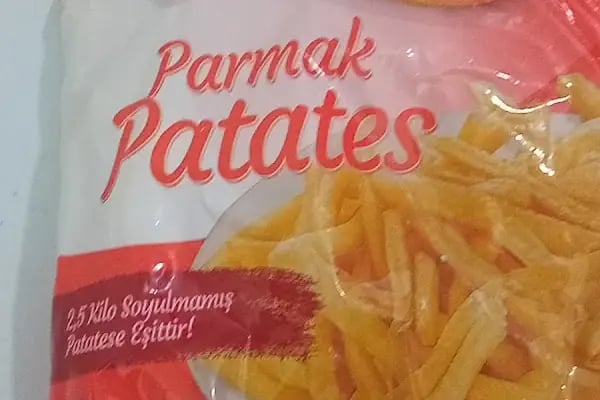 Parmak
Patates
2,5 Kilo Soyulmamış
Patatese Eşittir!